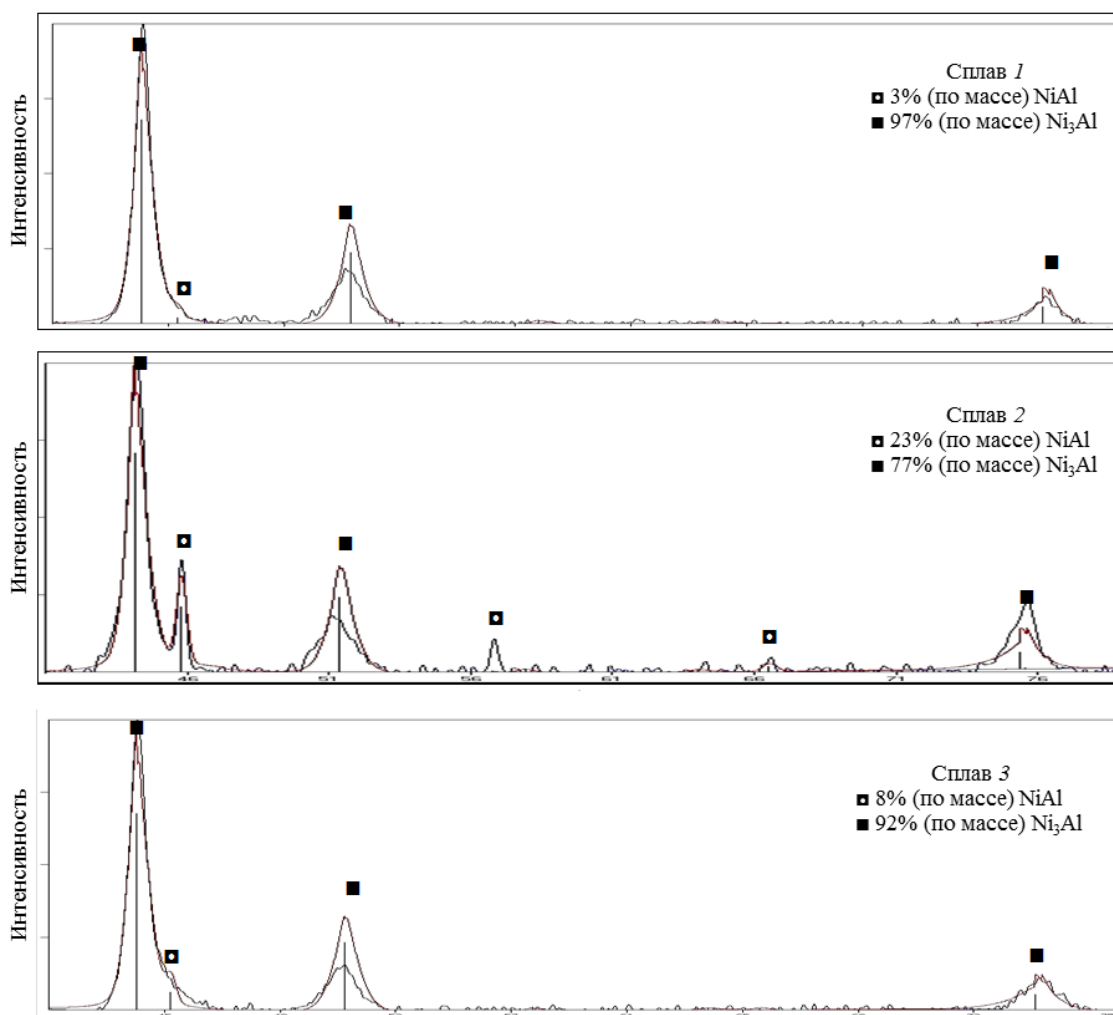 Интенсивность
Сплав 1
3% (по массе) NiAl
97% (по массе) Ni₃Al
Интенсивность
Сплав 2
23% (по массе) NiAl
77% (по массе) Ni₃Al
46 51 56 61 66 71 76
Интенсивность
Сплав 3
8% (по массе) NiAl
92% (по массе) Ni₃Al